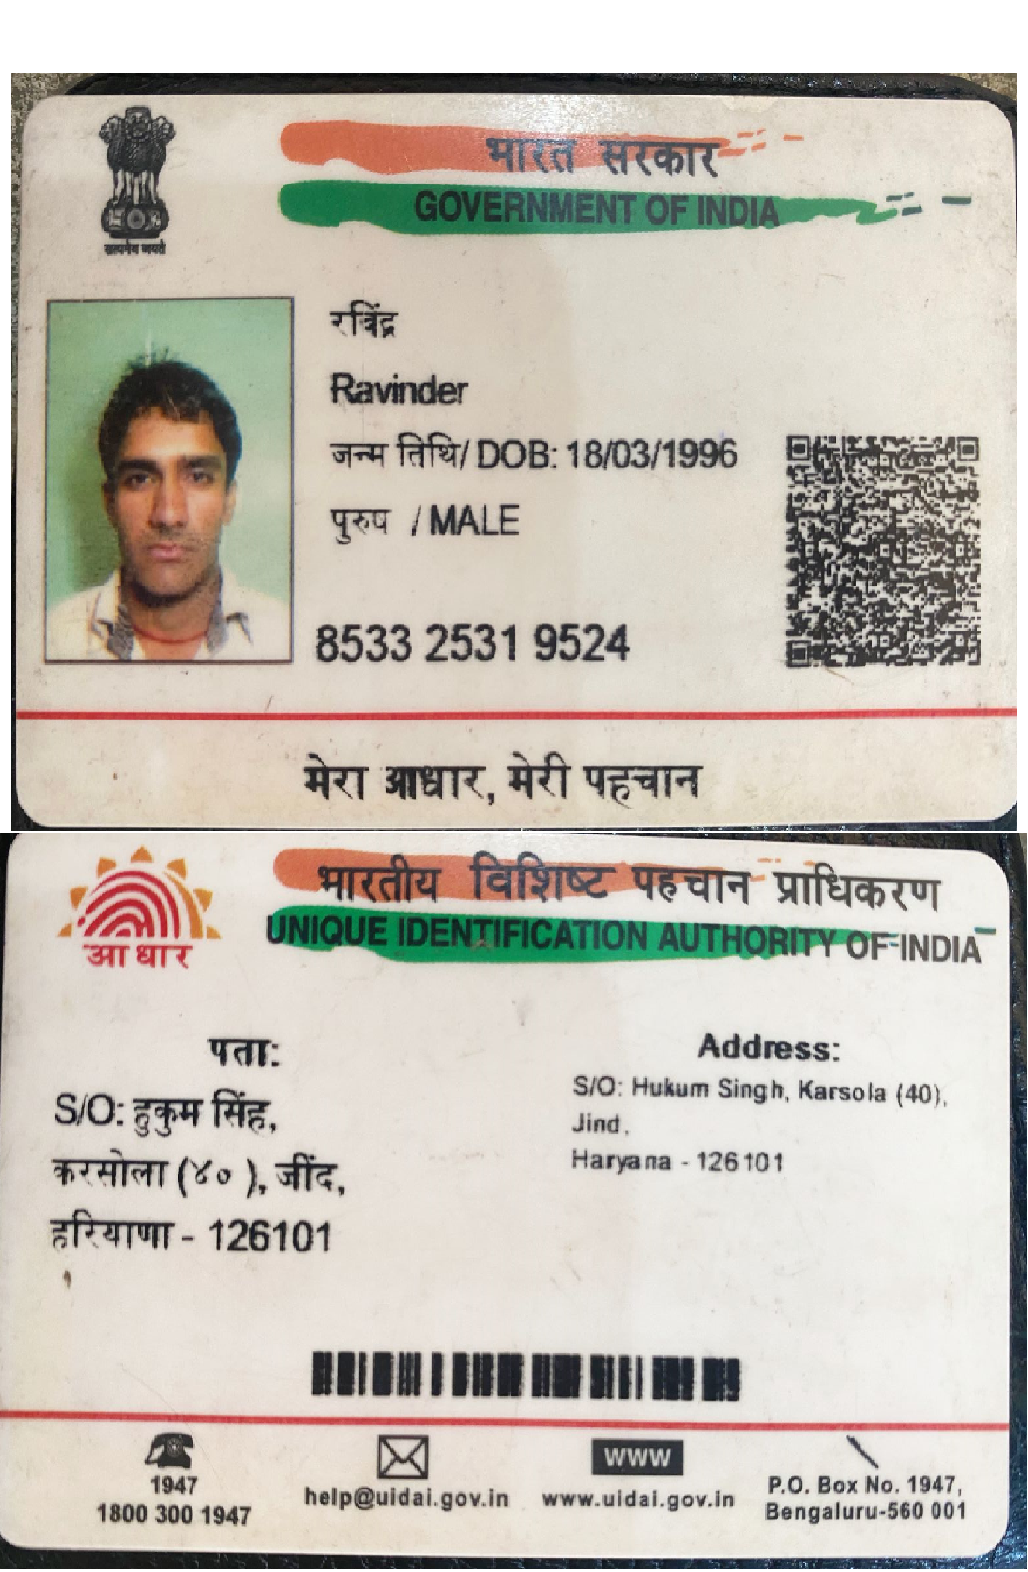 भारत सरकार
GOVERNMENT OF INDIA
सत्यमेव जयते
रविंद्र
Ravinder
जन्म तिथि/ DOB: 18/03/1996
पुरुष / MALE
8533 2531 9524
मेरा आधार, मेरी पहचान
भारतीय विशिष्ट पहचान प्राधिकरण
UNIQUE IDENTIFICATION AUTHORITY OF INDIA
आधार
पता:
S/O: हुकुम सिंह,
करसोला (४०), जींद,
हरियाणा - 126101
Address:
S/O: Hukum Singh, Karsola (40),
Jind,
Haryana - 126101
1947
1800 300 1947
help@uidai.gov.in
www
www.uidai.gov.in
P.O. Box No. 1947,
Bengaluru-560 001